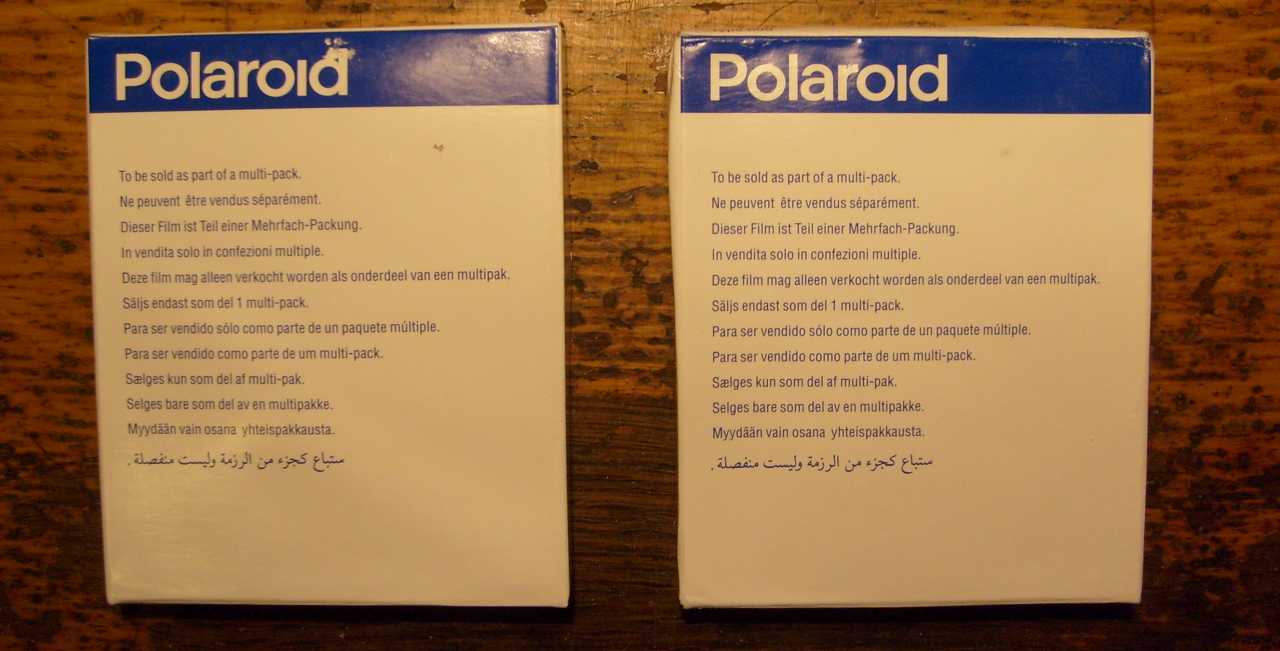 Polaroid
To be sold as part of a multi-pack.
Ne peuvent être vendus séparément.
Dieser Film ist Teil einer Mehrfach-Packung.
In vendita solo in confezioni multiple.
Deze film mag alleen verkocht worden als onderdeel van een multipak.
Säljs endast som del 1 multi-pack.
Para ser vendido sólo como parte de un paquete múltiple.
Para ser vendido como parte de um multi-pack.
Sælges kun som del af multi-pak.
Selges bare som del av en multipakke.
Myydään vain osana yhteispakkausta.
ستباع كجزء من الرزمة وليست منفصلة.
Polaroid
To be sold as part of a multi-pack.
Ne peuvent être vendus séparément.
Dieser Film ist Teil einer Mehrfach-Packung.
In vendita solo in confezioni multiple.
Deze film mag alleen verkocht worden als onderdeel van een multipak.
Säljs endast som del 1 multi-pack.
Para ser vendido sólo como parte de un paquete múltiple.
Para ser vendido como parte de um multi-pack.
Sælges kun som del af multi-pak.
Selges bare som del av en multipakke.
Myydään vain osana yhteispakkausta.
ستباع كجزء من الرزمة وليست منفصلة.